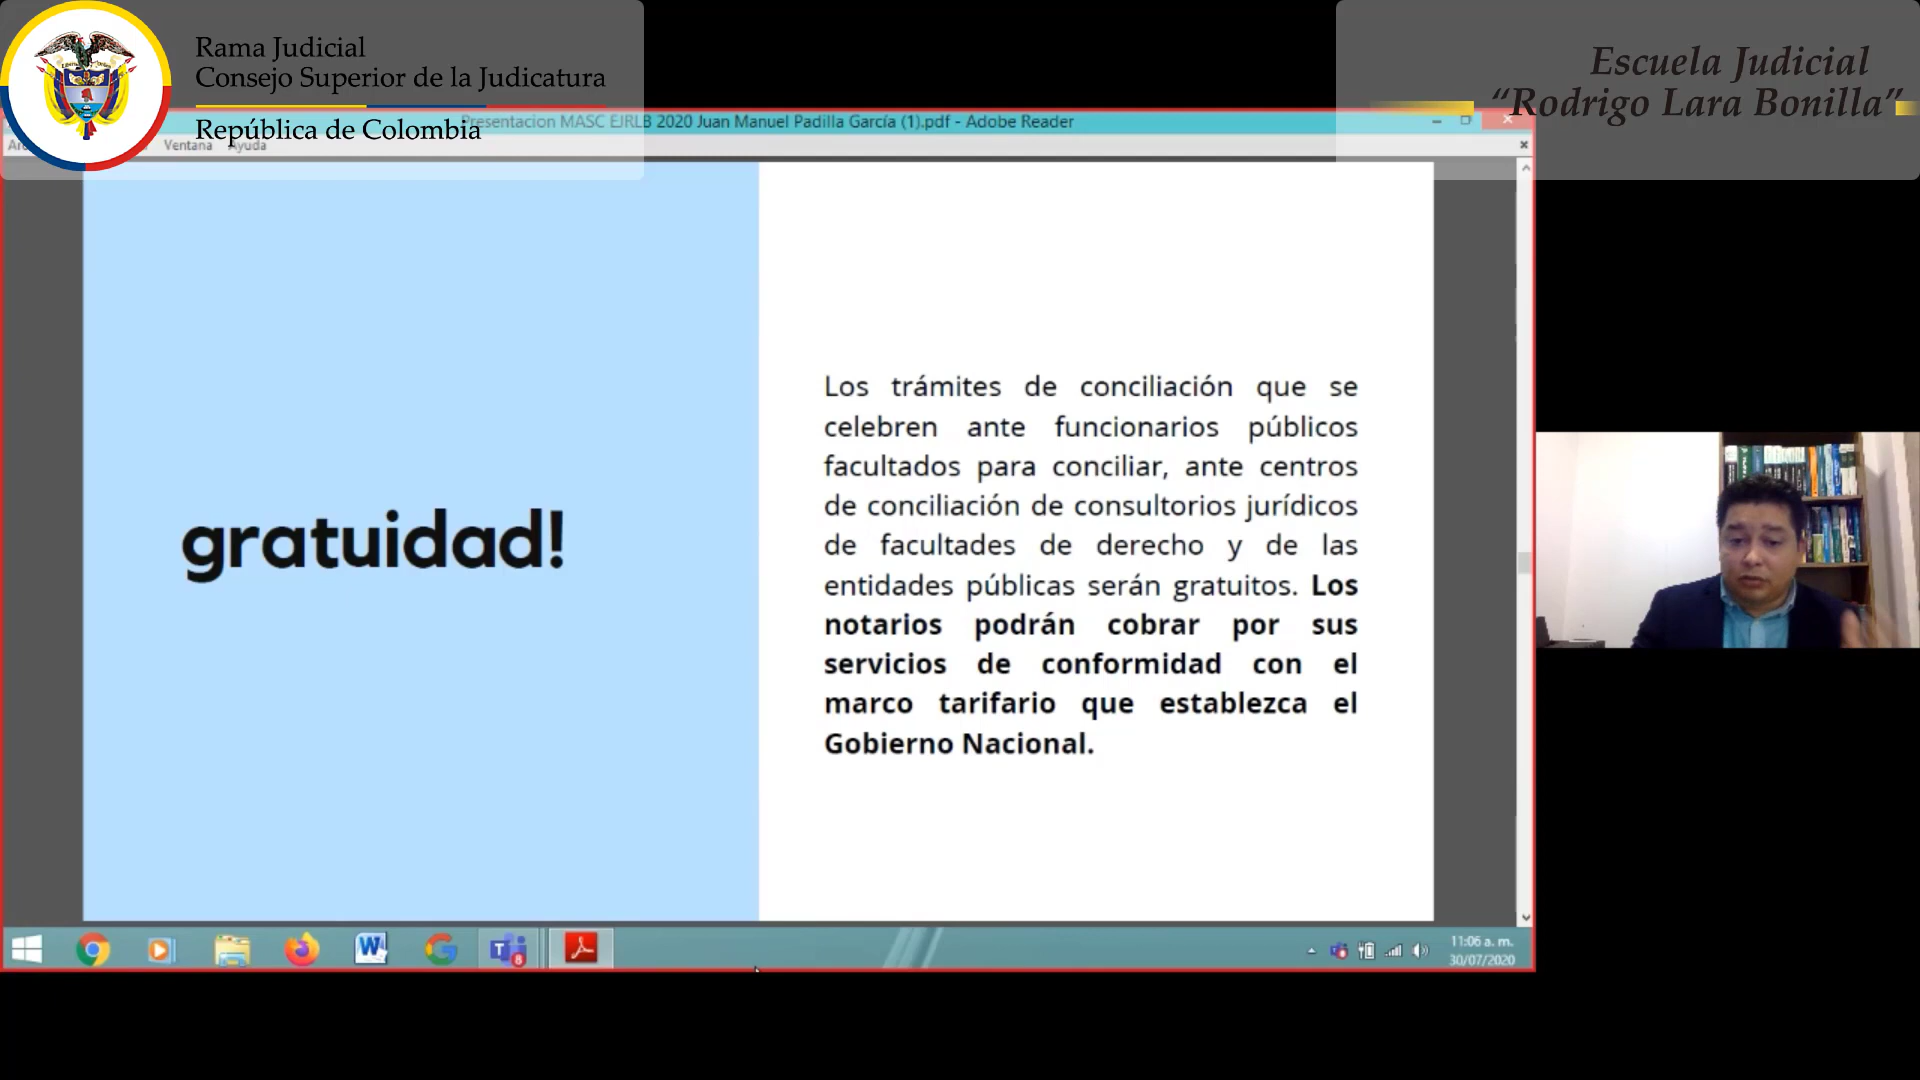 Rama Judicial
Consejo Superior de la Judicatura
República de Colombia
Escuela Judicial
“Rodrigo Lara Bonilla”
Presentacion MASC EJRLB 2020 Juan Manuel Padilla García (1).pdf - Adobe Reader
Ventana Ayuda
gratuidad!
Los trámites de conciliación que se
celebren ante funcionarios públicos
facultados para conciliar, ante centros
de conciliación de consultorios jurídicos
de facultades de derecho y de las
entidades públicas serán gratuitos. Los
notarios podrán cobrar por sus
servicios de conformidad con el
marco tarifario que establezca el
Gobierno Nacional.
11:06 a. m.
30/07/2020